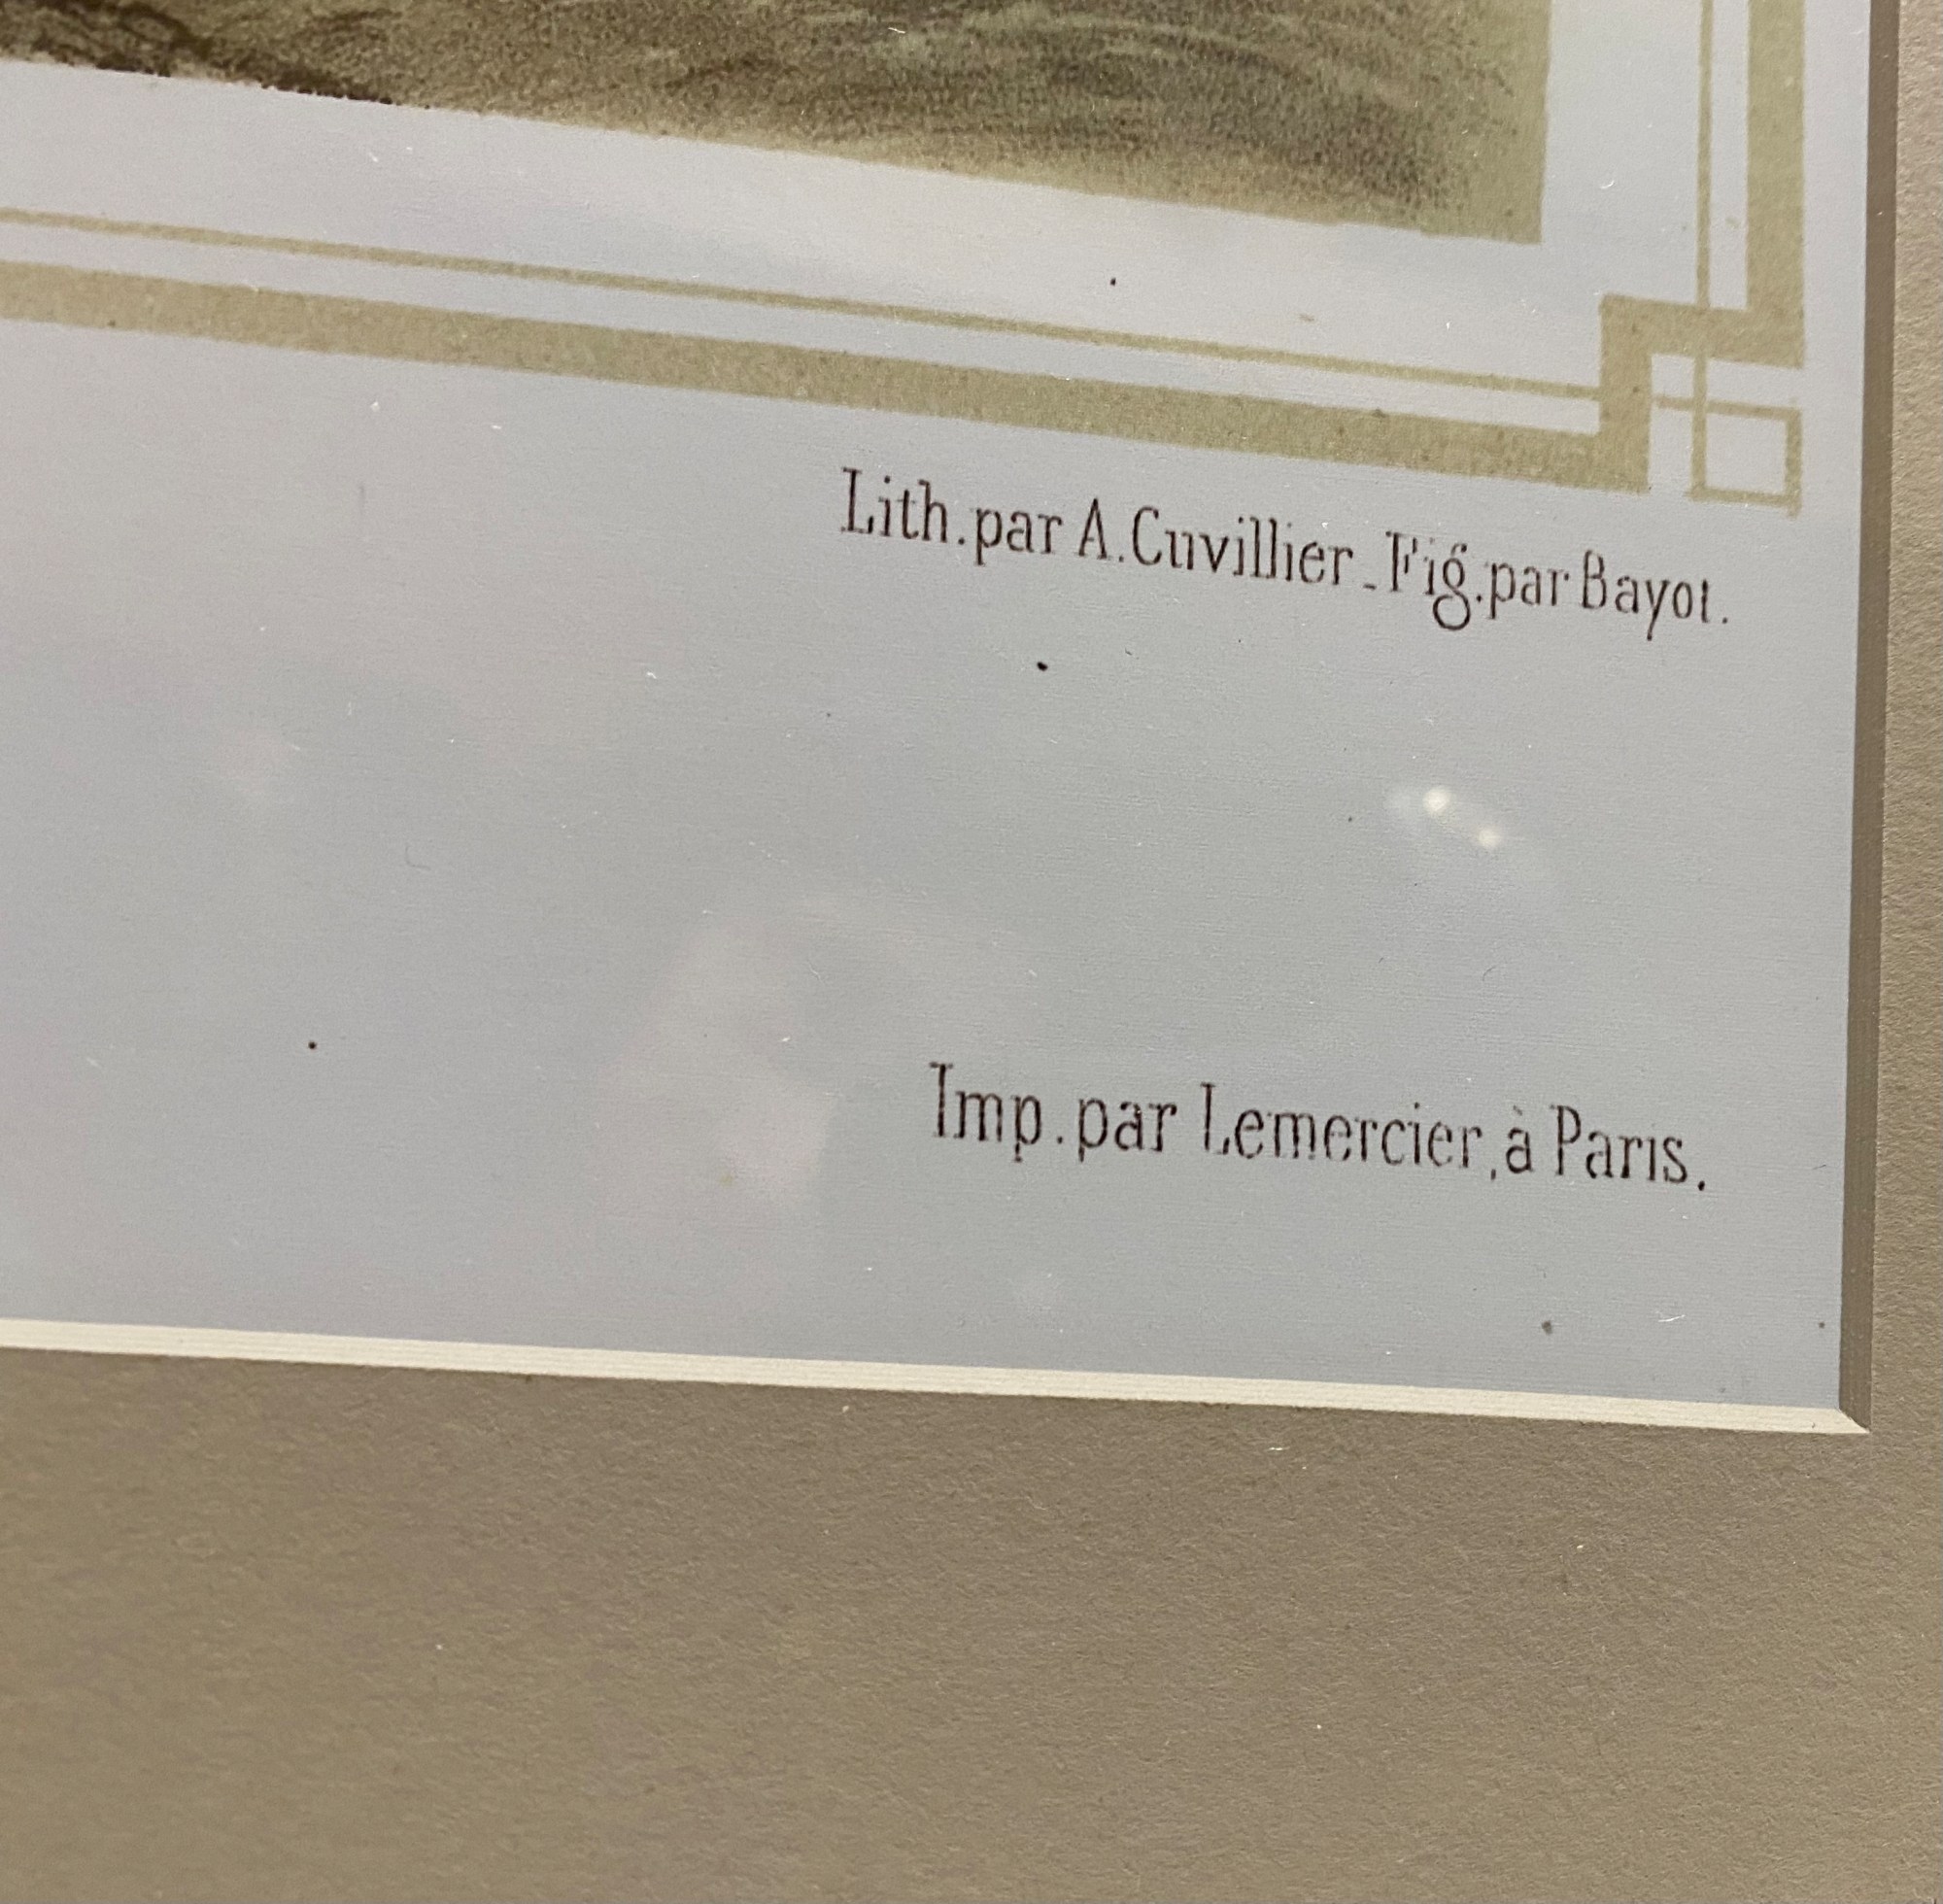 Lith. par A. Cuvillier _ Fig. par Bayot.
Imp. par Lemercier, à Paris.